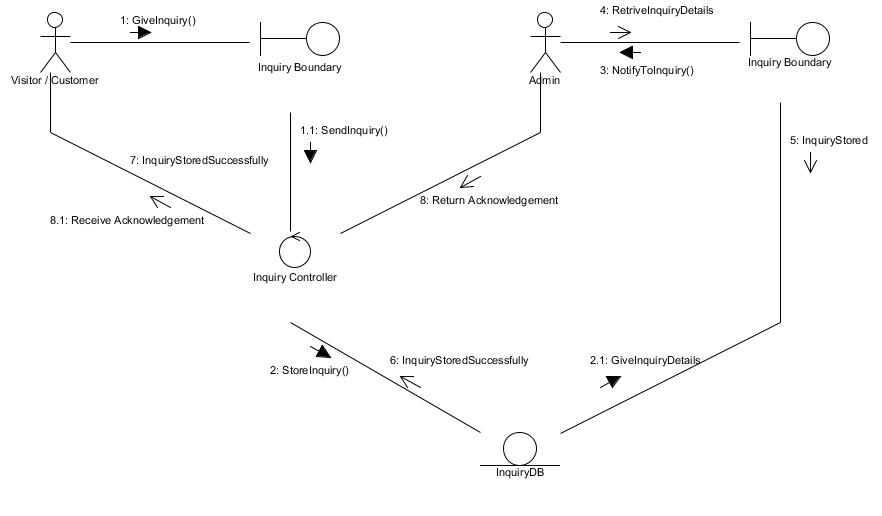 1: GiveInquiry()
4: RetriveInquiryDetails
Visitor / Customer
Inquiry Boundary
Admin
3: NotifyToInquiry()
Inquiry Boundary
1.1: SendInquiry()
5: InquiryStored
7: InquiryStoredSuccessfully
8: Return Acknowledgement
8.1: Receive Acknowledgement
Inquiry Controller
2: StoreInquiry()
6: InquiryStoredSuccessfully
2.1: GiveInquiryDetails
InquiryDB